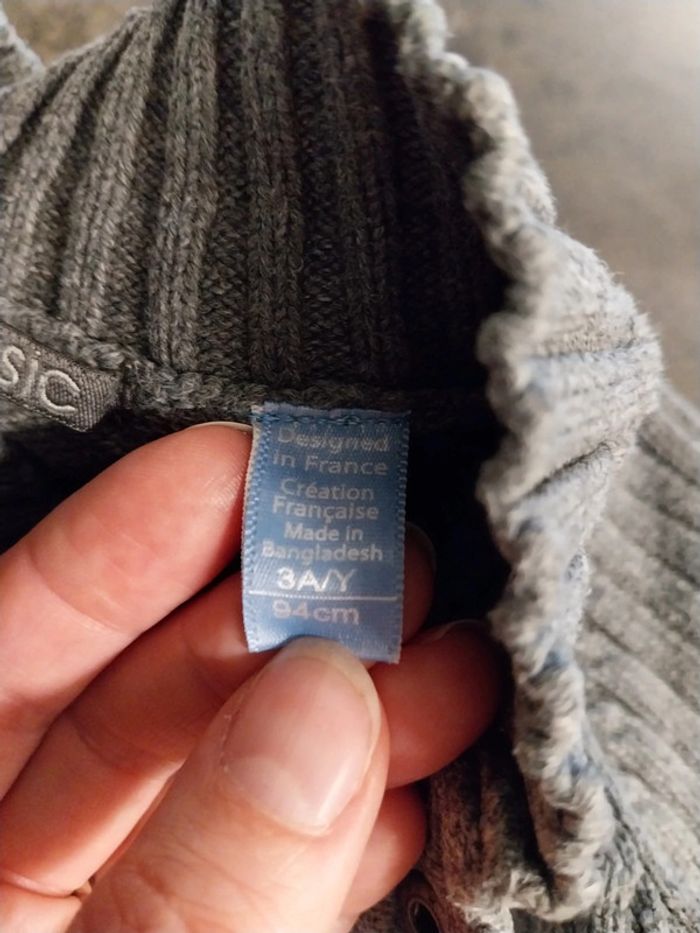 sic
Designed
in France
Création
Française
Made in
Bangladesh
3A/Y
94cm